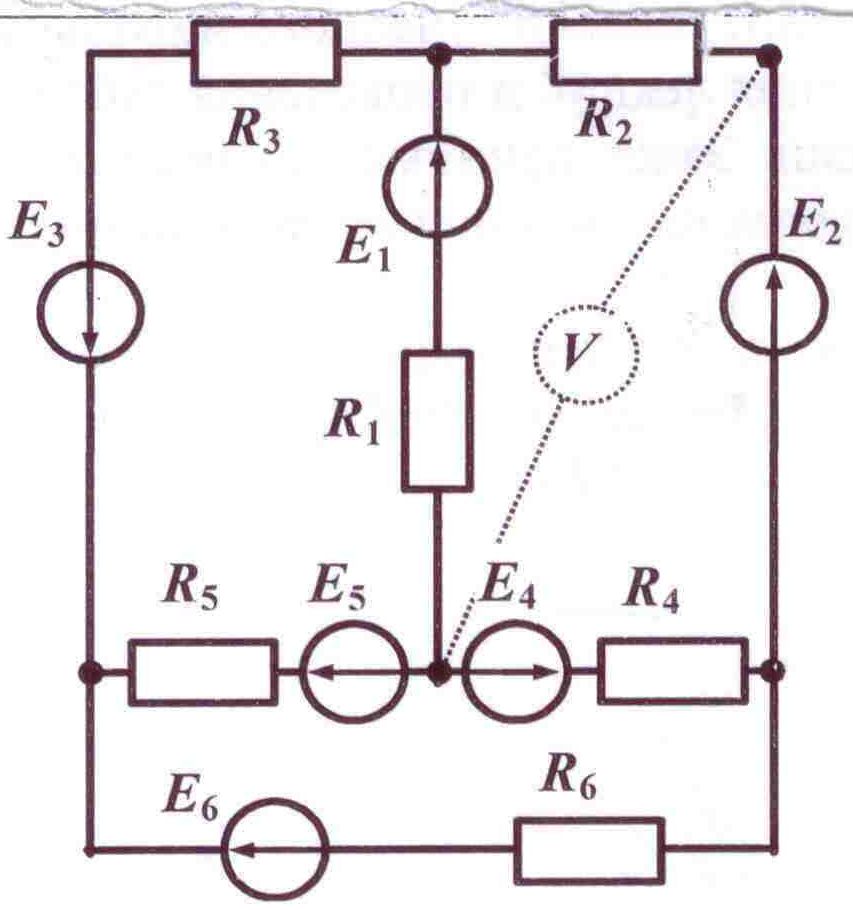 R₃
R₂
E₃
E₁
E₂
V
R₁
R₅
E₅
E₄
R₄
E₆
R₆